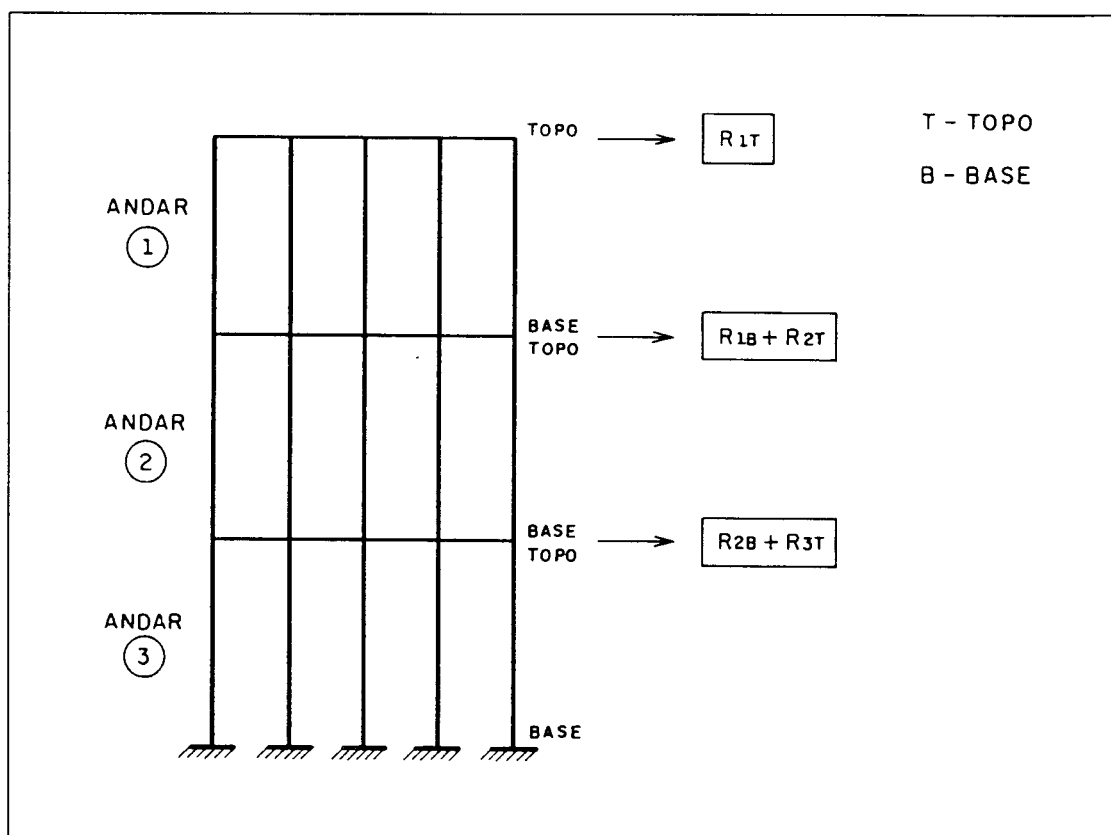 TOPO
R1T
T - TOPO
B - BASE
ANDAR
1
BASE
TOPO
R1B + R2T
ANDAR
2
BASE
TOPO
R2B + R3T
ANDAR
3
BASE